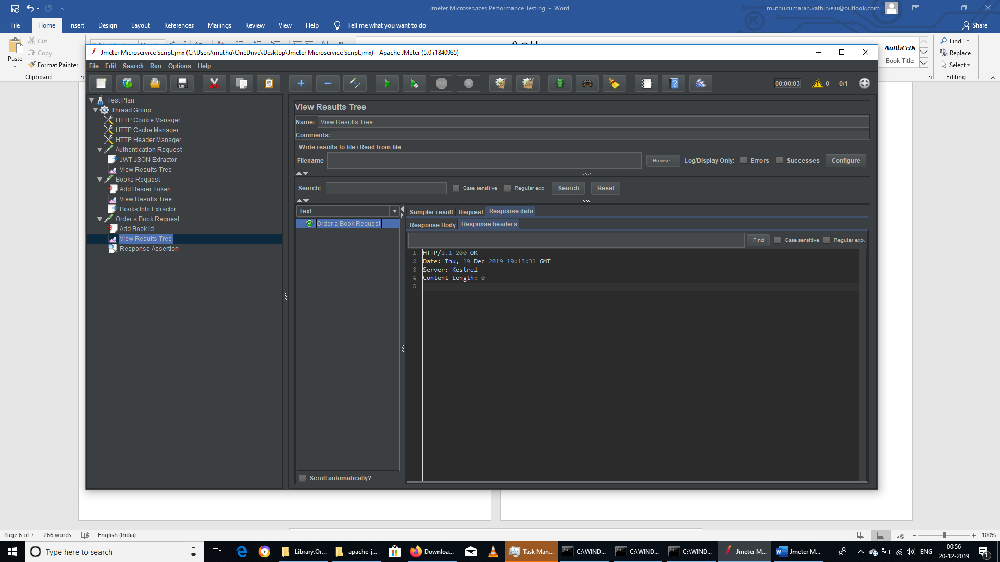 Jmeter Microservices Performance Testing - Word
muthukumaran.kathirvelu@outlook.com
File Home Insert Design Layout References Mailings Review View Help Tell me what you want to do Share
Paste
Cut
Copy
Format Painter
Clipboard
AaBbCcDc
Book Title
Find
Replace
Select
Editing
Jmeter Microservice Script.jmx (C:\Users\muthu\OneDrive\Desktop\Jmeter Microservice Script.jmx) - Apache JMeter (5.0 r1840935)
File Edit Search Run Options Help
STOP
00:00:03 0 0/1
Test Plan
Thread Group
HTTP Cookie Manager
HTTP Cache Manager
HTTP Header Manager
Authentication Request
JWT JSON Extractor
View Results Tree
Books Request
Add Bearer Token
View Results Tree
Books Info Extractor
Order a Book Request
Add Book Id
View Results Tree
Response Assertion
View Results Tree
Name: View Results Tree
Comments:
Write results to file / Read from file
Filename Browse... Log/Display Only: Errors Successes Configure
Search: Case sensitive Regular exp. Search Reset
Text
Order a Book Request
Scroll automatically?
Sampler result Request Response data
Response Body Response headers
Find Case sensitive Regular exp.
1 HTTP/1.1 200 OK
2 Date: Thu, 19 Dec 2019 19:13:31 GMT
3 Server: Kestrel
4 Content-Length: 0
5
Page 6 of 7 266 words English (India) 100%
Type here to search
Library.Or... apache-j... Downloa... Task Man... C:\WIND... C:\WIND... C:\WIND... Jmeter M... Jmeter M...
ENG
00:56
20-12-2019
1